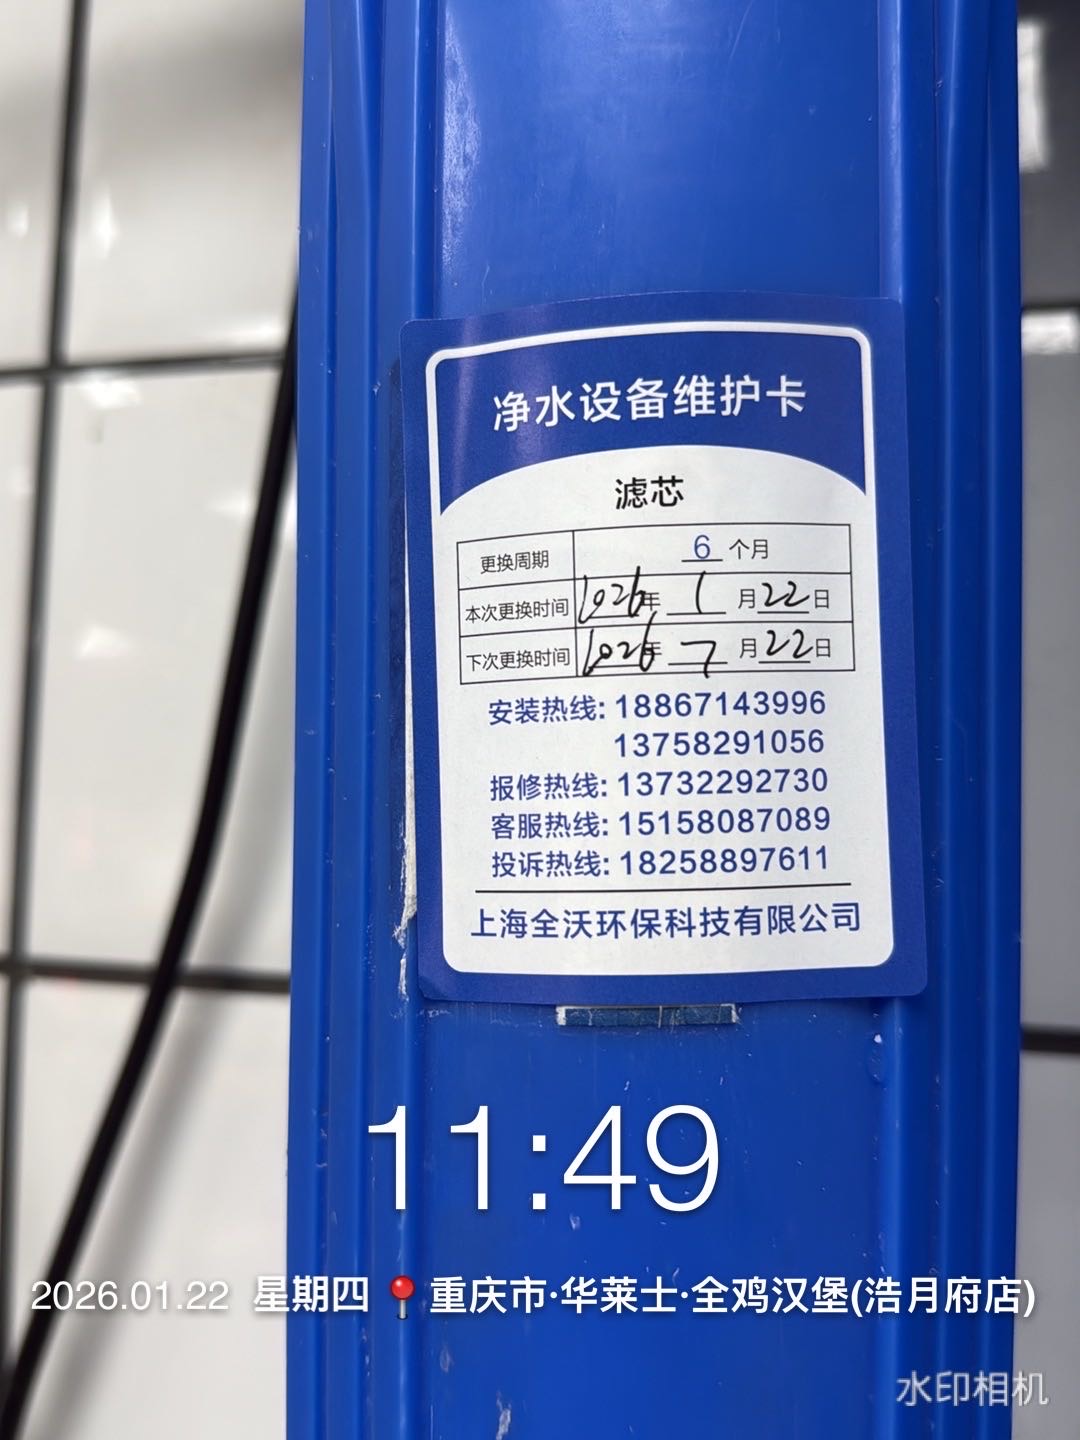 净水设备维护卡
滤芯
更换周期 6 个月
本次更换时间 2026年 1 月22日
下次更换时间 2026年 7 月22日
安装热线: 18867143996
13758291056
报修热线: 13732292730
客服热线: 15158087089
投诉热线: 18258897611
上海全沃环保科技有限公司
11:49
2026.01.22 星期四 重庆市·华莱士·全鸡汉堡(浩月府店)
水印相机